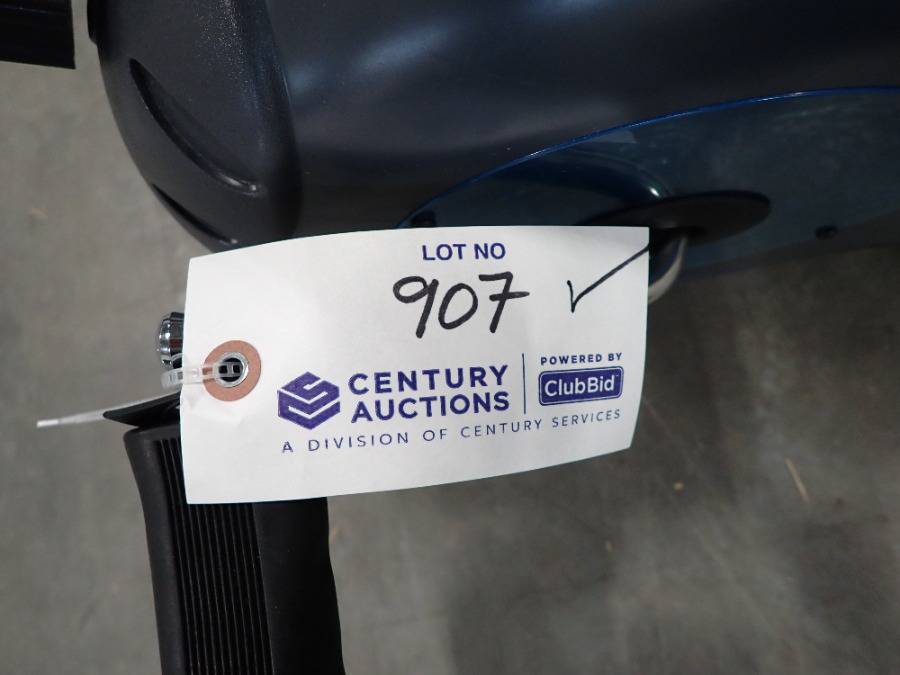 LOT NO
907 ✓
CENTURY
AUCTIONS
POWERED BY
ClubBid
A DIVISION OF CENTURY SERVICES